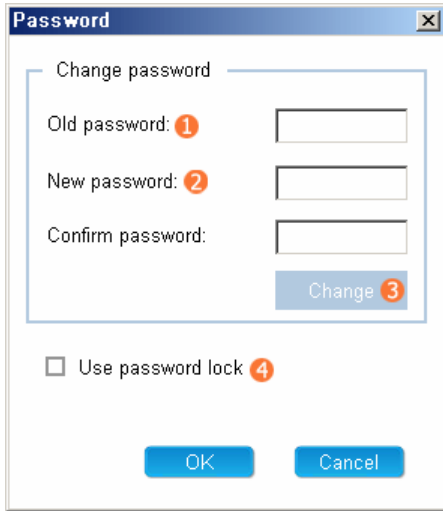 Password
Change password
Old password: 1
New password: 2
Confirm password:
Change 3
Use password lock 4
OK Cancel